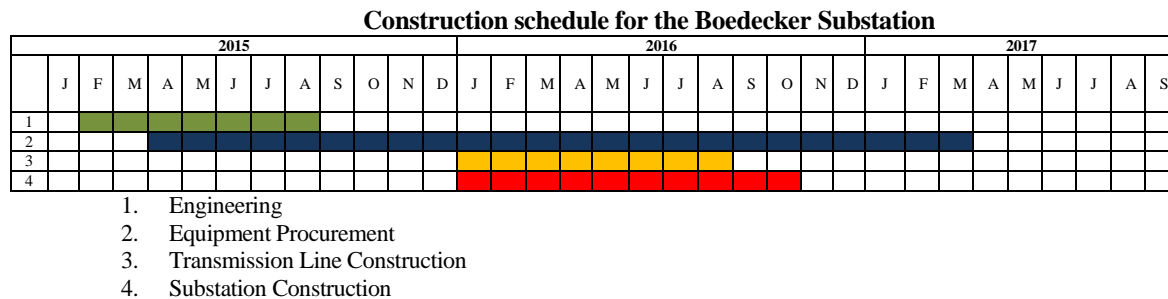 Construction schedule for the Boedecker Substation
2015 2016 2017
J F M A M J J A S O N D J F M A M J J A S O N D J F M A M J J A S
1
2
3
4
1. Engineering
2. Equipment Procurement
3. Transmission Line Construction
4. Substation Construction